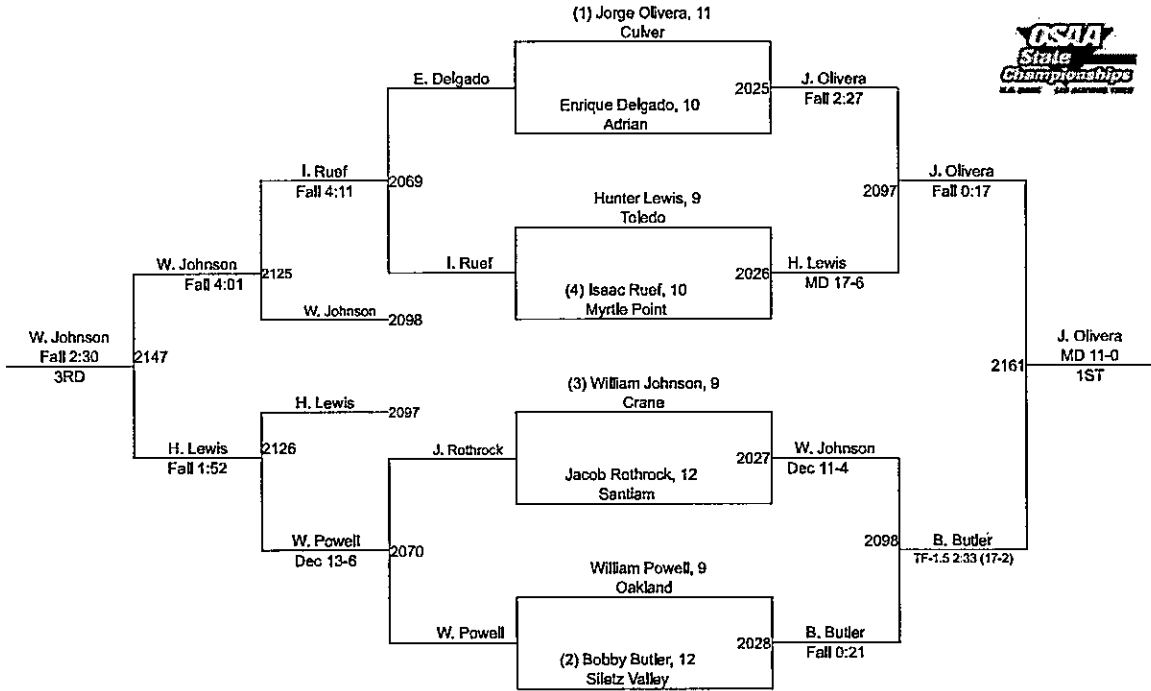 (1) Jorge Olivera, 11
Culver
OSAA
State
Championships
E. Delgado
2025
J. Olivera
Fall 2:27
Enrique Delgado, 10
Adrian
I. Ruef
Fall 4:11
2069
J. Olivera
Fall 0:17
2097
Hunter Lewis, 9
Toledo
W. Johnson
Fall 4:01
2125
I. Ruef
2026
H. Lewis
MD 17-6
(4) Isaac Ruef, 10
Myrtle Point
W. Johnson
2098
W. Johnson
Fall 2:30
3RD
2147
2161
J. Olivera
MD 11-0
1ST
(3) William Johnson, 9
Crane
H. Lewis
2097
H. Lewis
Fall 1:52
2126
J. Rothrock
2027
W. Johnson
Dec 11-4
Jacob Rothrock, 12
Santiam
W. Powell
Dec 13-6
2070
2098
B. Butler
TF-1.5 2:33 (17-2)
William Powell, 9
Oakland
W. Powell
2028
B. Butler
Fall 0:21
(2) Bobby Butler, 12
Siletz Valley